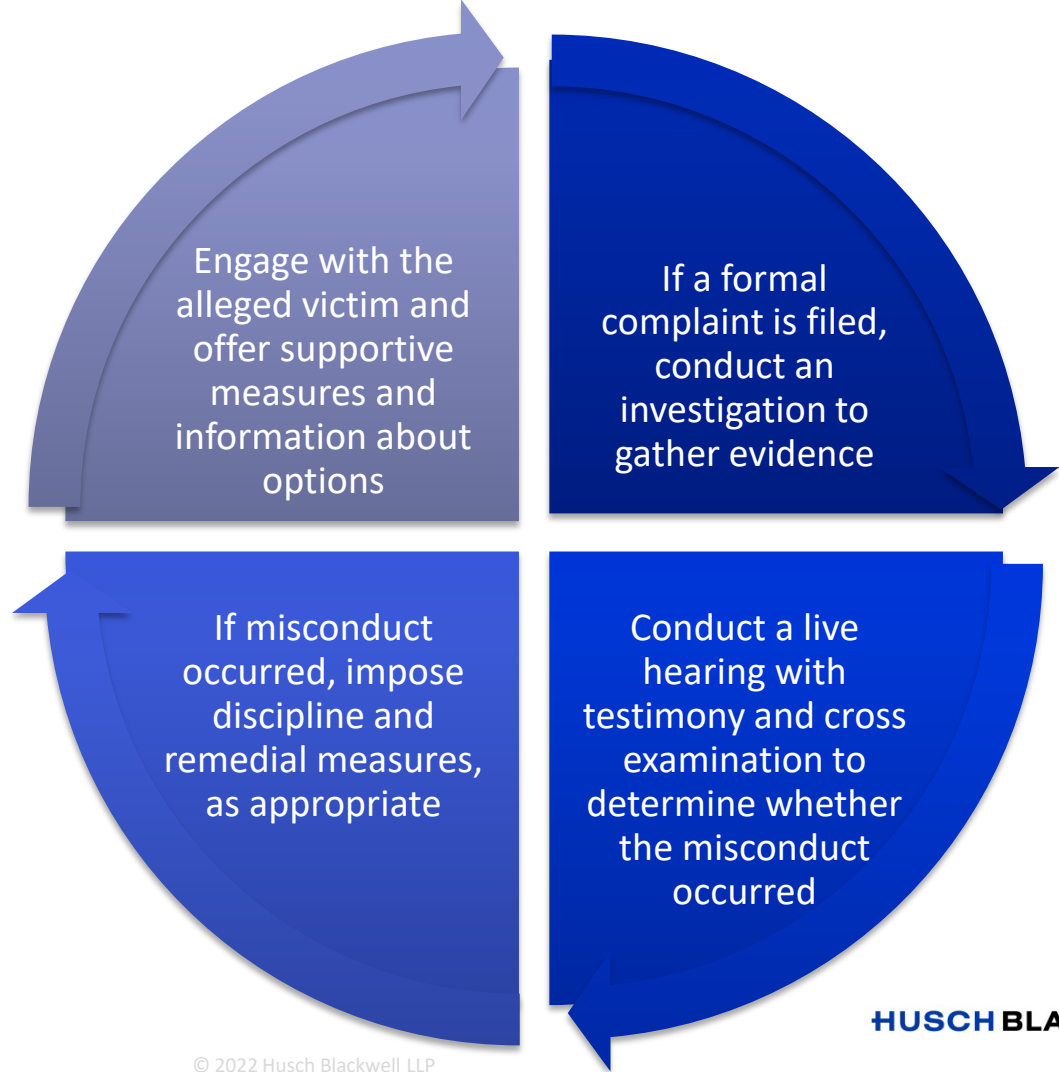 Engage with the
alleged victim and
offer supportive
measures and
information about
options
If a formal
complaint is filed,
conduct an
investigation to
gather evidence
Conduct a live
hearing with
testimony and cross
examination to
determine whether
the misconduct
occurred
If misconduct
occurred, impose
discipline and
remedial measures,
as appropriate
HUSCH BLA
© 2022 Husch Blackwell LLP